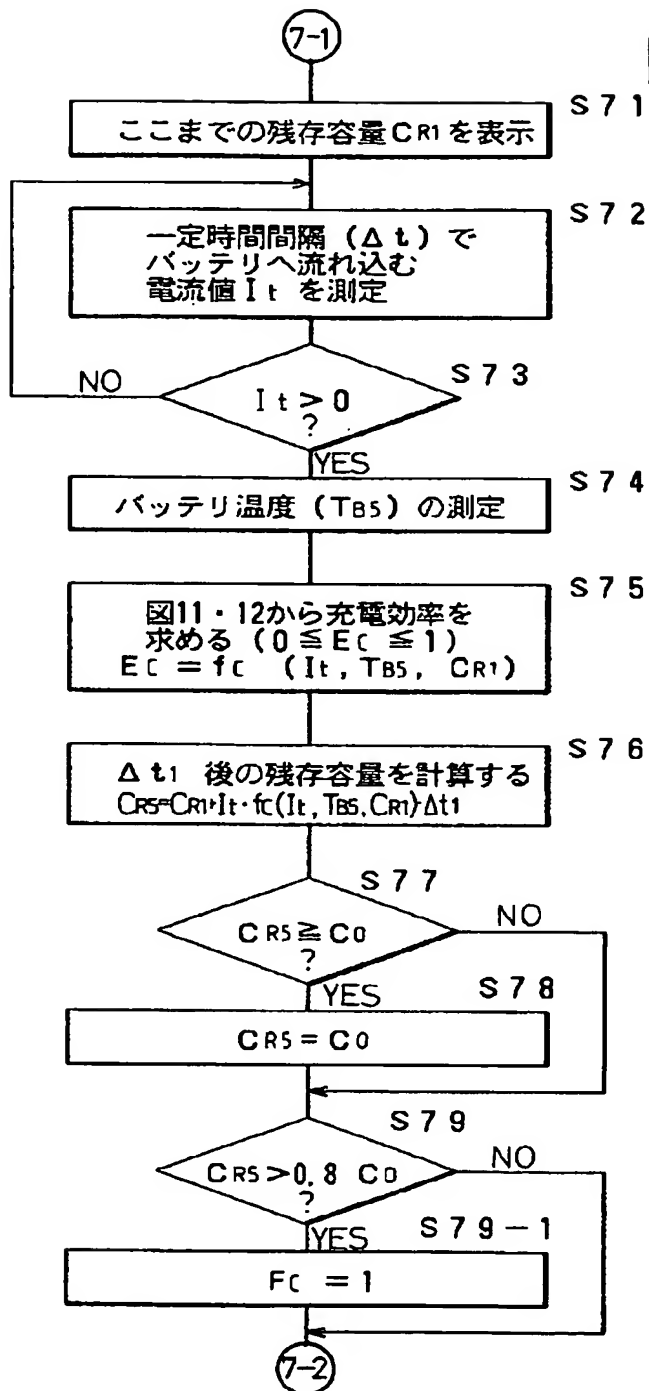 7-1
S71
ここまでの残存容量CR1を表示
S72
一定時間間隔（Δt）で
バッテリへ流れ込む
電流値Itを測定
S73
NO
It＞0
?
YES
S74
バッテリ温度（TB5）の測定
S75
図11・12から充電効率を
求める（0≦EC≦1）
EC＝fC （It，TB5，CR1）
S76
Δt1 後の残存容量を計算する
CR5=CR1+It・fC(It,TB5,CR1)・Δt1
S77
CR5≧C0
?
NO
YES
S78
CR5＝C0
S79
CR5＞0.8 C0
?
NO
YES
S79-1
FC ＝1
7-2